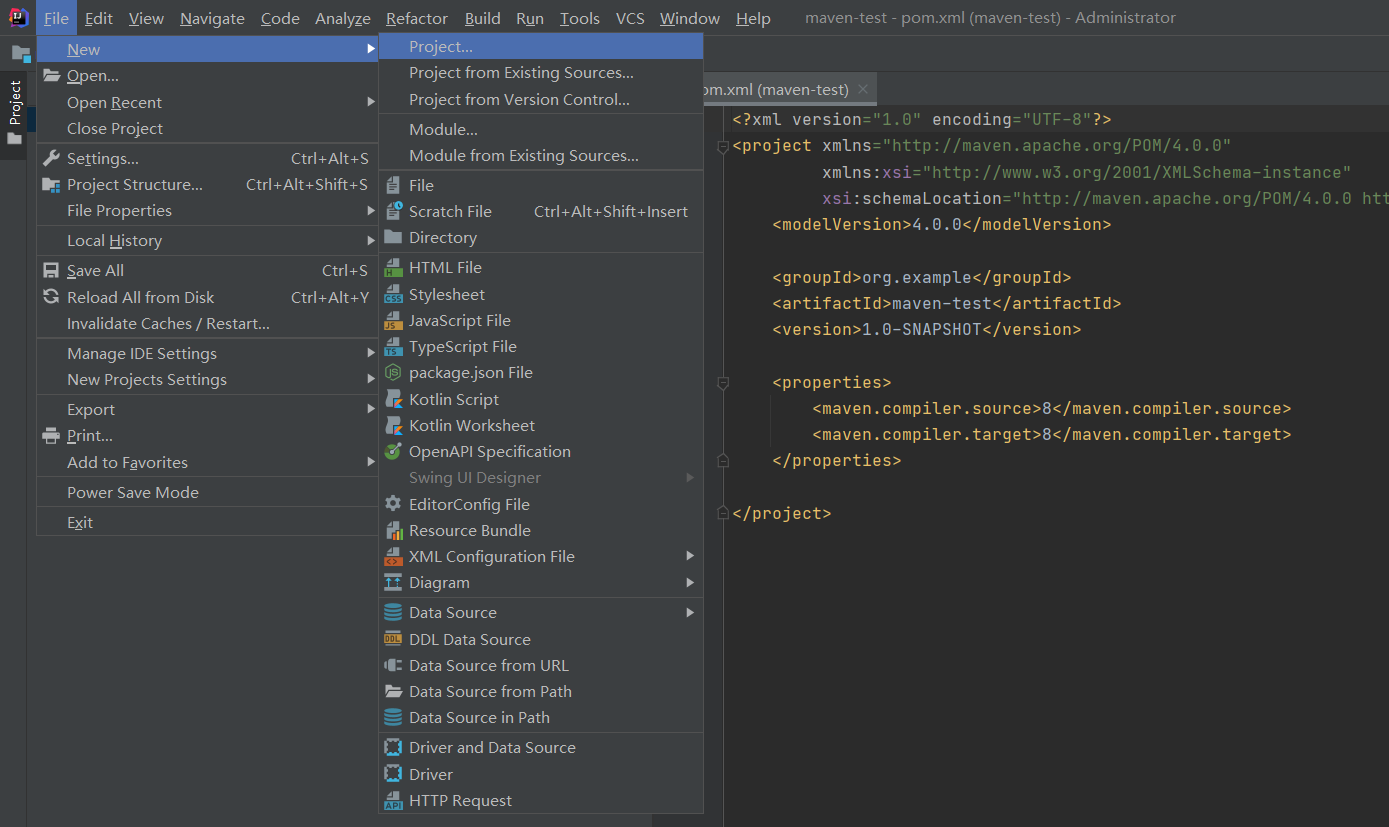 File Edit View Navigate Code Analyze Refactor Build Run Tools VCS Window Help maven-test - pom.xml (maven-test) - Administrator
Project
New
Open...
Open Recent
Close Project
Settings... Ctrl+Alt+S
Project Structure... Ctrl+Alt+Shift+S
File Properties
Local History
Save All Ctrl+S
Reload All from Disk Ctrl+Alt+Y
Invalidate Caches / Restart...
Manage IDE Settings
New Projects Settings
Export
Print...
Add to Favorites
Power Save Mode
Exit
Project...
Project from Existing Sources...
Project from Version Control...
Module...
Module from Existing Sources...
File
Scratch File Ctrl+Alt+Shift+Insert
Directory
HTML File
Stylesheet
JavaScript File
TypeScript File
package.json File
Kotlin Script
Kotlin Worksheet
OpenAPI Specification
Swing UI Designer
EditorConfig File
Resource Bundle
XML Configuration File
Diagram
Data Source
DDL Data Source
Data Source from URL
Data Source from Path
Data Source in Path
Driver and Data Source
Driver
HTTP Request
om.xml (maven-test)
<?xml version="1.0" encoding="UTF-8"?>
<project xmlns="http://maven.apache.org/POM/4.0.0"
xmlns:xsi="http://www.w3.org/2001/XMLSchema-instance"
xsi:schemaLocation="http://maven.apache.org/POM/4.0.0 htt
<modelVersion>4.0.0</modelVersion>
<groupId>org.example</groupId>
<artifactId>maven-test</artifactId>
<version>1.0-SNAPSHOT</version>
<properties>
<maven.compiler.source>8</maven.compiler.source>
<maven.compiler.target>8</maven.compiler.target>
</properties>
</project>